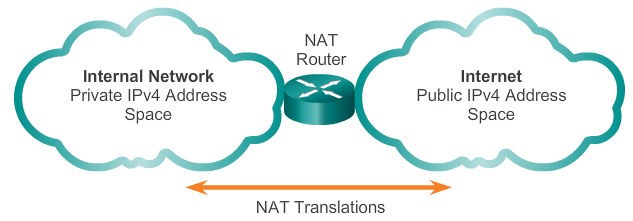 NAT
Router
Internal Network
Private IPv4 Address
Space
Internet
Public IPv4 Address
Space
NAT Translations